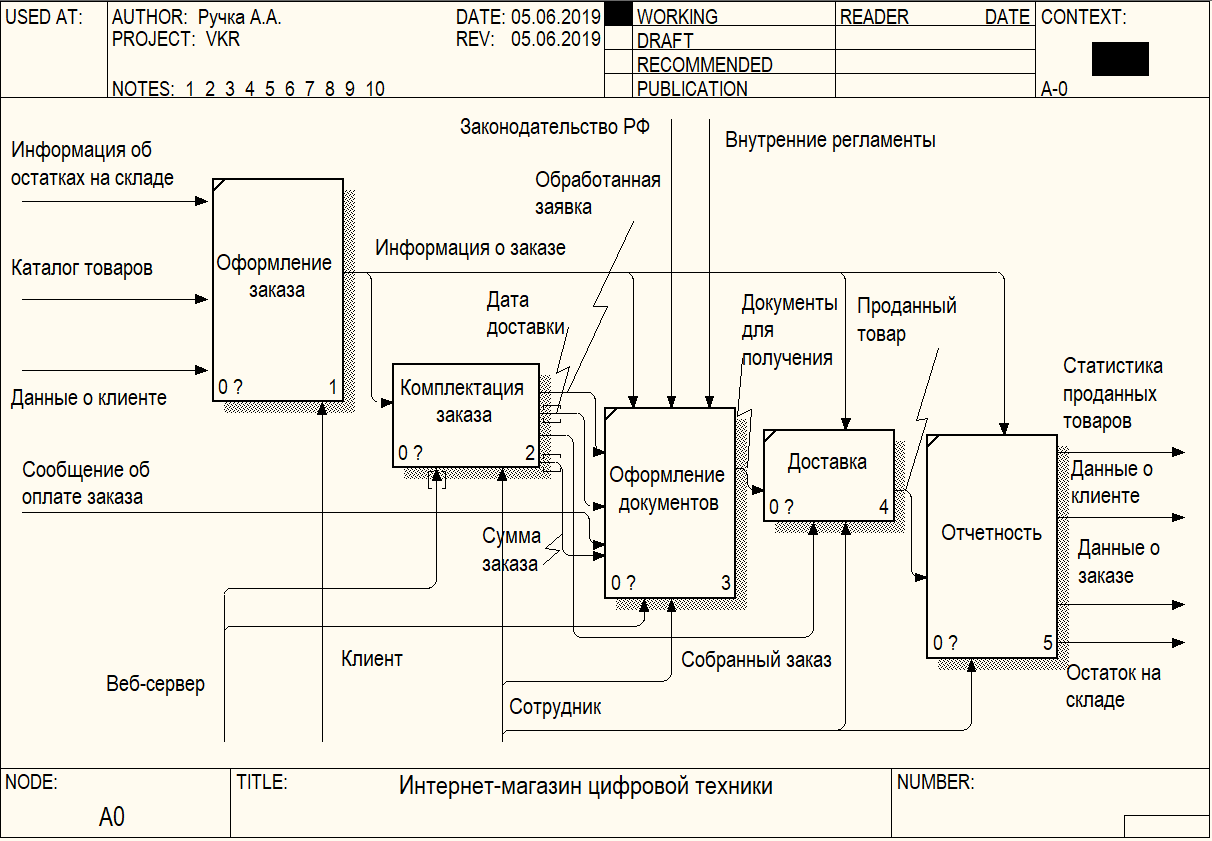 USED AT:
AUTHOR: Ручка А.А.
DATE: 05.06.2019
PROJECT: VKR
REV: 05.06.2019
NOTES: 1 2 3 4 5 6 7 8 9 10
WORKING
DRAFT
RECOMMENDED
PUBLICATION
READER
DATE
CONTEXT:
A-0
Законодательство РФ
Внутренние регламенты
Информация об
остатках на складе
Обработанная
заявка
Информация о заказе
Оформление
заказа
0 ?
1
Каталог товаров
Данные о клиенте
Дата
доставки
Документы
для
получения
Проданный
товар
Комплектация
заказа
0 ?
2
Статистика
проданных
товаров
Сообщение об
оплате заказа
Оформление
документов
0 ?
3
Доставка
0 ?
4
Данные о
клиенте
Отчетность
0 ?
5
Сумма
заказа
Данные о
заказе
Клиент
Собранный заказ
Веб-сервер
Сотрудник
Остаток на
складе
NODE:
A0
TITLE:
Интернет-магазин цифровой техники
NUMBER: